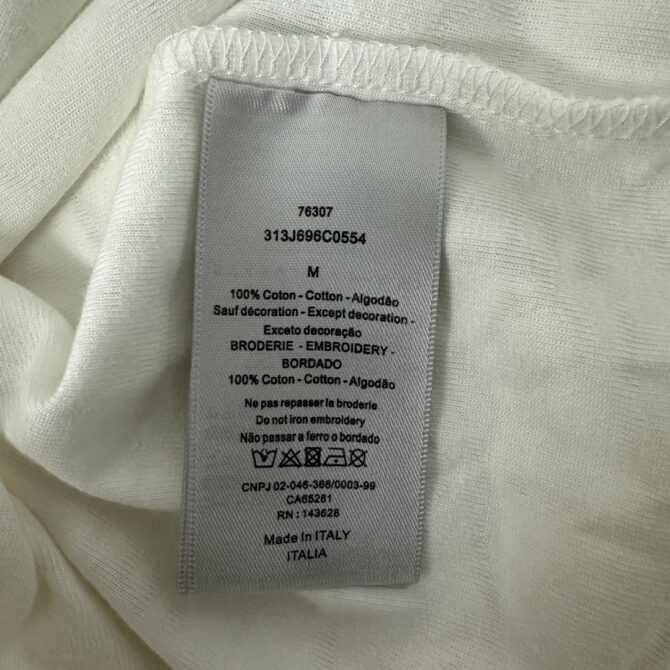 76307
313J696C0554
M
100% Coton - Cotton - Algodão
Sauf décoration - Except decoration -
Exceto decoração
BRODERIE - EMBROIDERY -
BORDADO
100% Coton - Cotton - Algodão
Ne pas repasser la broderie
Do not iron embroidery
Não passar a ferro o bordado
CNPJ 02-046-366/0003-99
CA65281
RN : 143628
Made In ITALY
ITALIA